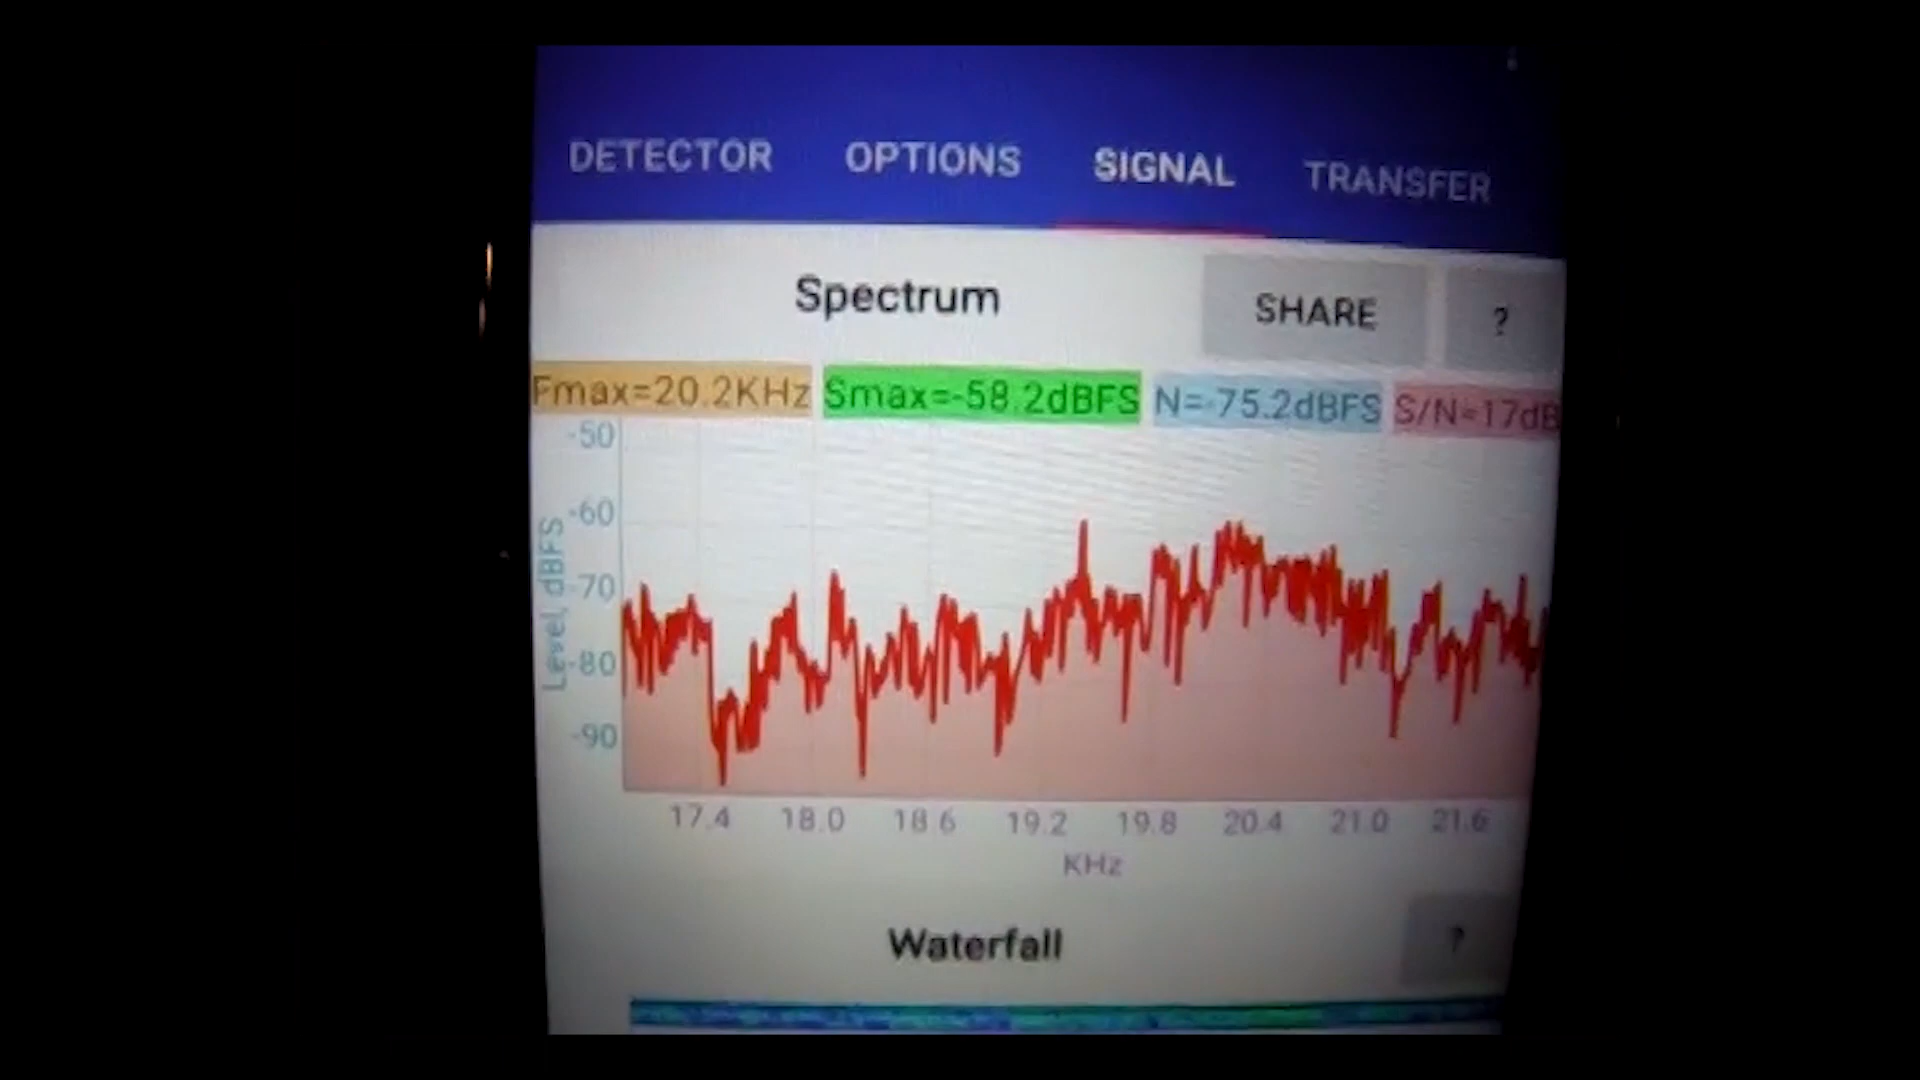 DETECTOR OPTIONS SIGNAL TRANSFER
Spectrum SHARE ?
Fmax=20.2KHz Smax=-58.2dBFS N=-75.2dBFS S/N=17dB
-50
-60
-70
-80
-90
Level, dBFS
17.4 18.0 18.6 19.2 19.8 20.4 21.0 21.6
KHz
Waterfall ?